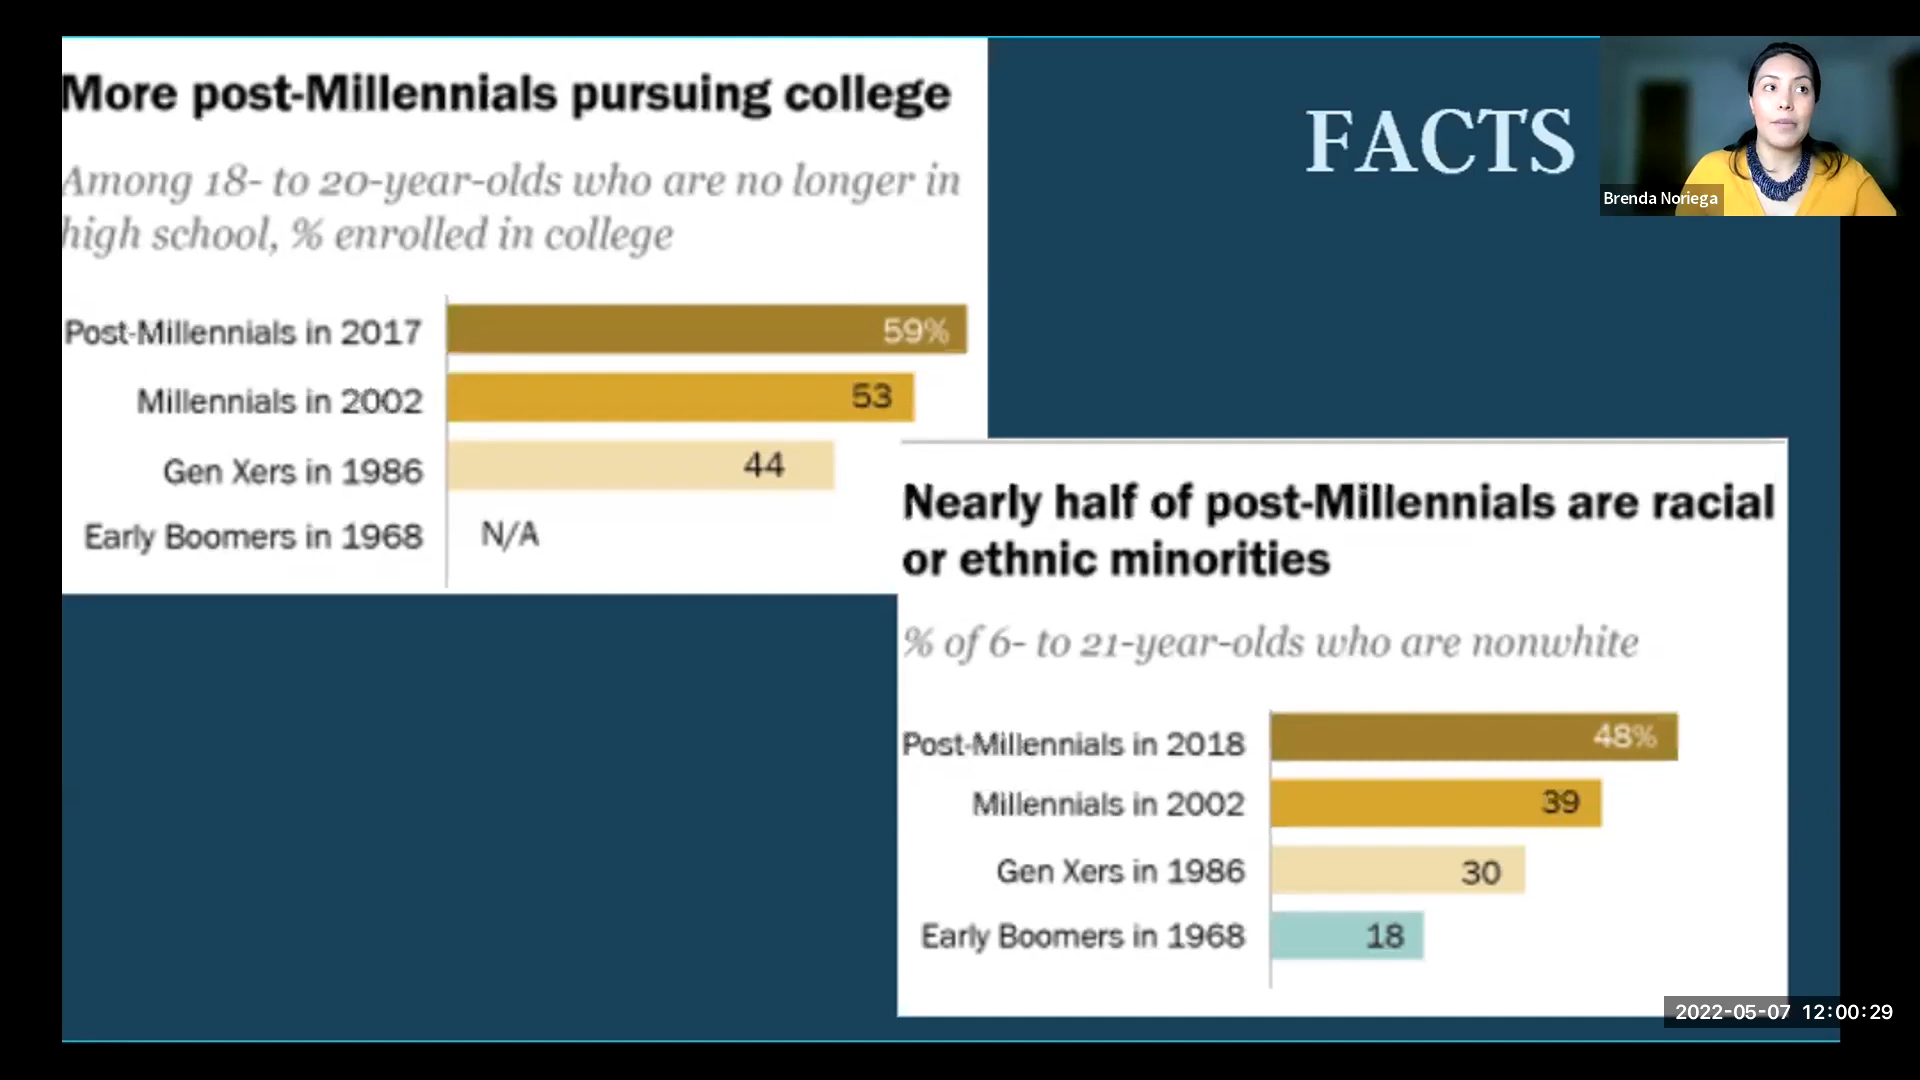 More post-Millennials pursuing college
Among 18- to 20-year-olds who are no longer in
high school, % enrolled in college
Post-Millennials in 2017 59%
Millennials in 2002 53
Gen Xers in 1986 44
Early Boomers in 1968 N/A
FACTS
Brenda Noriega
Nearly half of post-Millennials are racial
or ethnic minorities
% of 6- to 21-year-olds who are nonwhite
Post-Millennials in 2018 48%
Millennials in 2002 39
Gen Xers in 1986 30
Early Boomers in 1968 18
2022-05-07 12:00:29